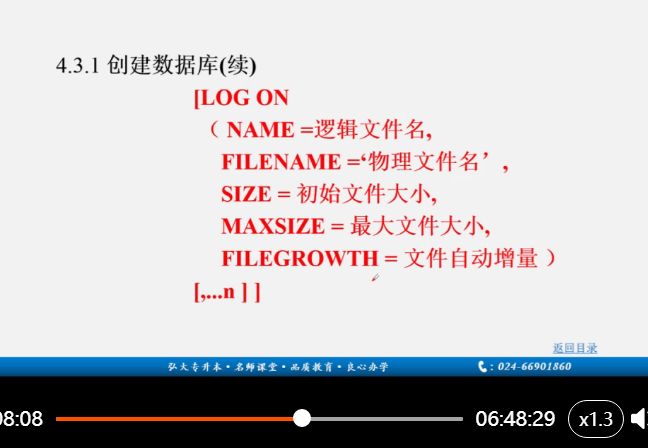 4.3.1 创建数据库(续)
[LOG ON
（ NAME =逻辑文件名,
FILENAME =‘物理文件名’,
SIZE = 初始文件大小,
MAXSIZE = 最大文件大小,
FILEGROWTH = 文件自动增量 ）
[,...n ] ]
返回目录
弘大专升本·名师课堂·品质教育·良心办学
: 024-66901860
08:08
06:48:29
x1.3